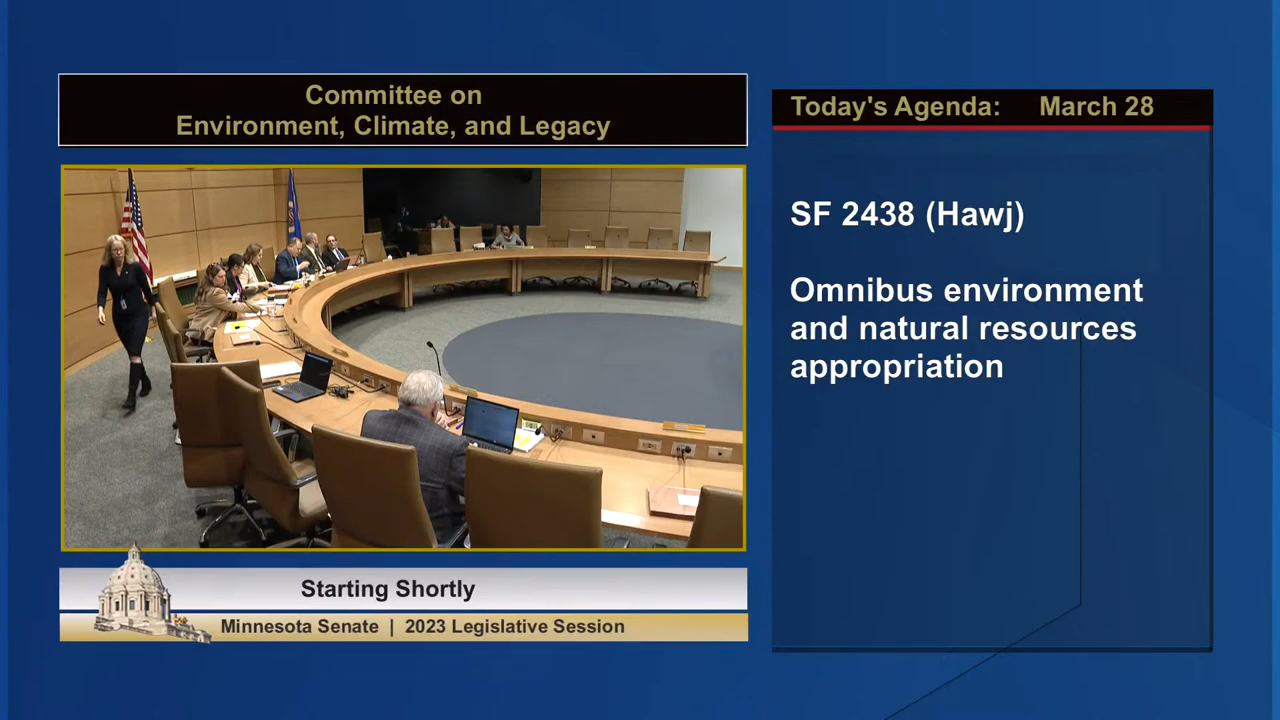 Committee on
Environment, Climate, and Legacy
Today's Agenda: March 28
SF 2438 (Hawj)
Omnibus environment
and natural resources
appropriation
Starting Shortly
Minnesota Senate | 2023 Legislative Session